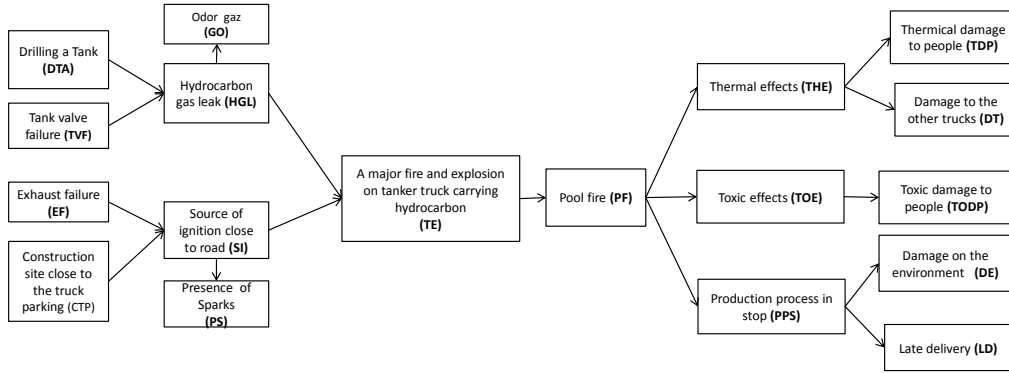 Odor gaz
(GO)
Drilling a Tank
(DTA)
Hydrocarbon
gas leak (HGL)
Tank valve
failure (TVF)
Exhaust failure
(EF)
Source of
ignition close
to road (SI)
Construction
site close to
the truck
parking (CTP)
Presence of
Sparks
(PS)
A major fire and explosion
on tanker truck carrying
hydrocarbon
(TE)
Pool fire (PF)
Thermal effects (THE)
Toxic effects (TOE)
Production process in
stop (PPS)
Thermical damage
to people (TDP)
Damage to the
other trucks (DT)
Toxic damage to
people (TODP)
Damage on the
environment (DE)
Late delivery (LD)